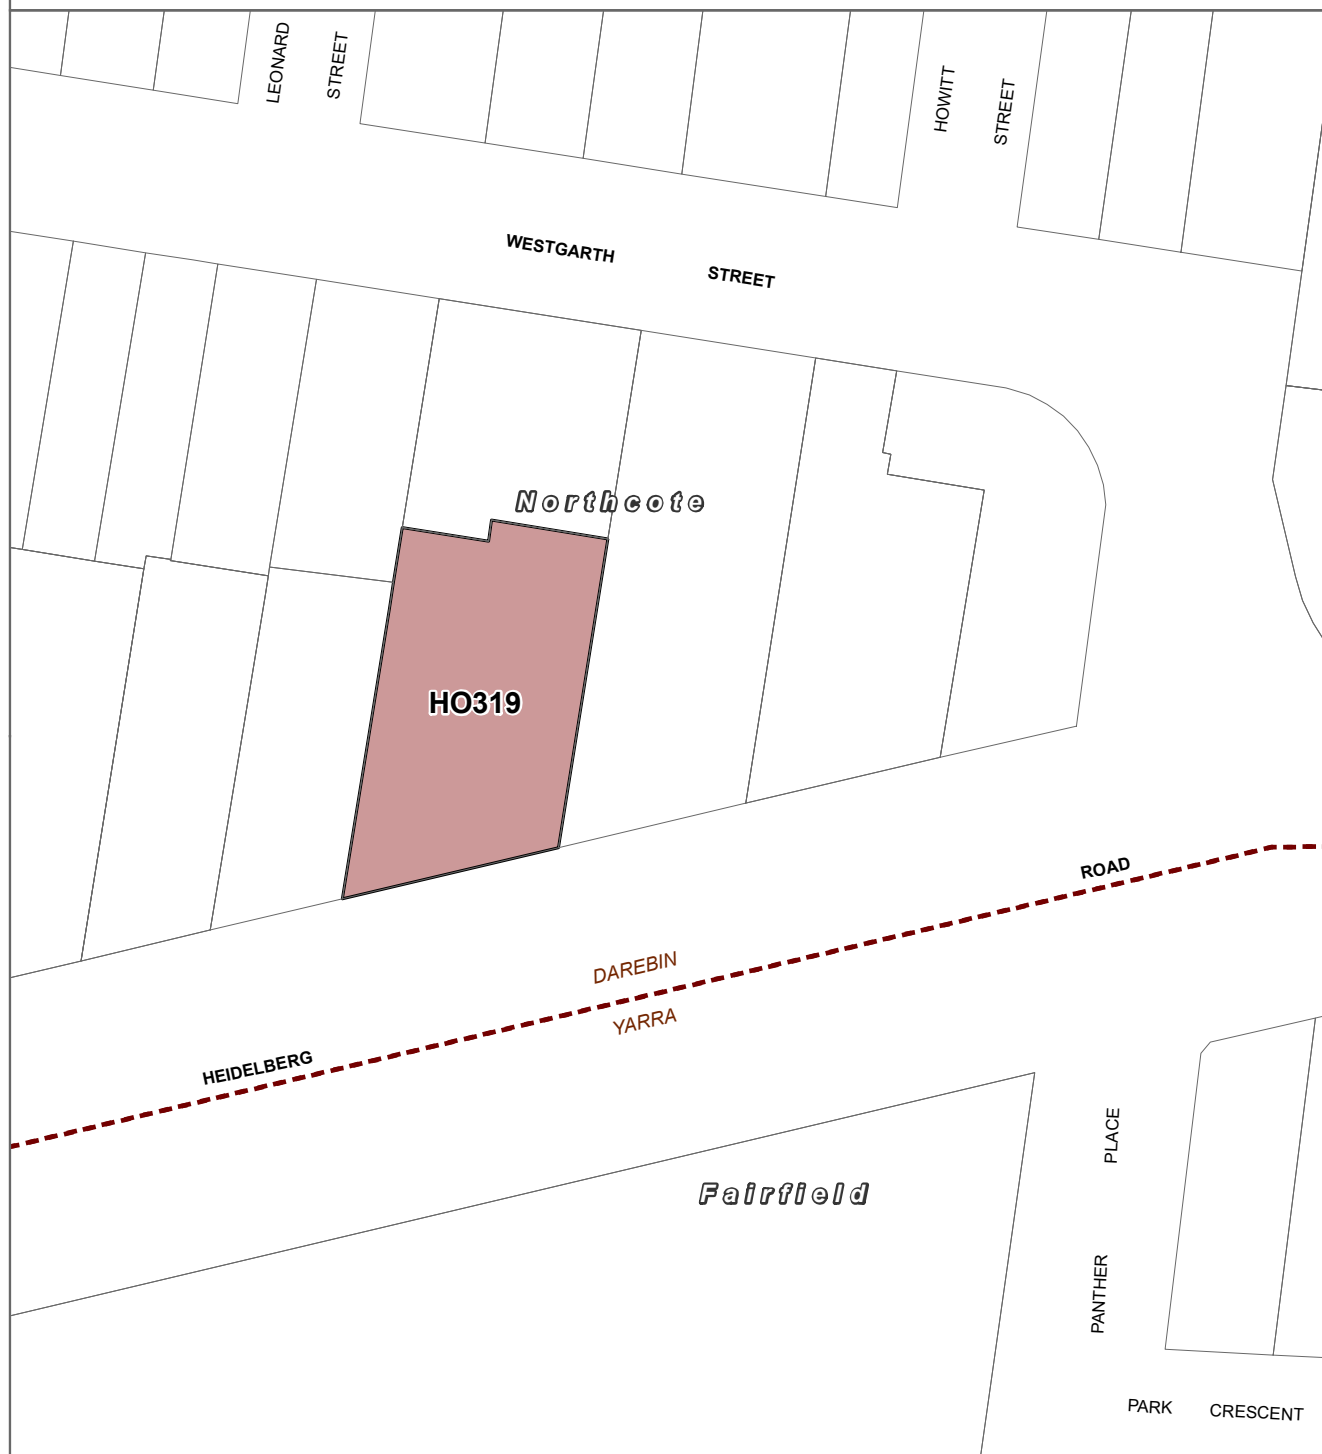 LEONARD STREET
HOWITT STREET
WESTGARTH STREET
Northcote
HO319
ROAD
DAREBIN
YARRA
HEIDELBERG
PLACE
Fairfield
PANTHER
PARK CRESCENT